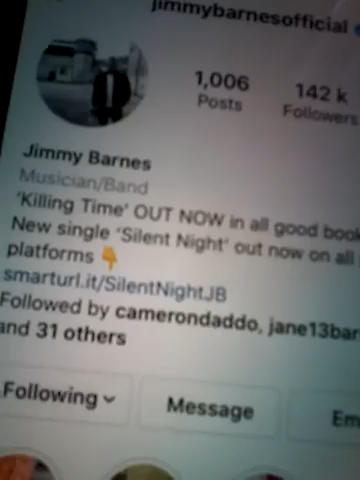 jimmybarnesofficial
1,006 142 k
Posts Followers
Jimmy Barnes
Musician/Band
'Killing Time' OUT NOW in all good book
New single 'Silent Night' out now on all
platforms 👇
smarturl.it/SilentNightJB
Followed by camerondaddo, jane13bar
and 31 others
Following Message Em